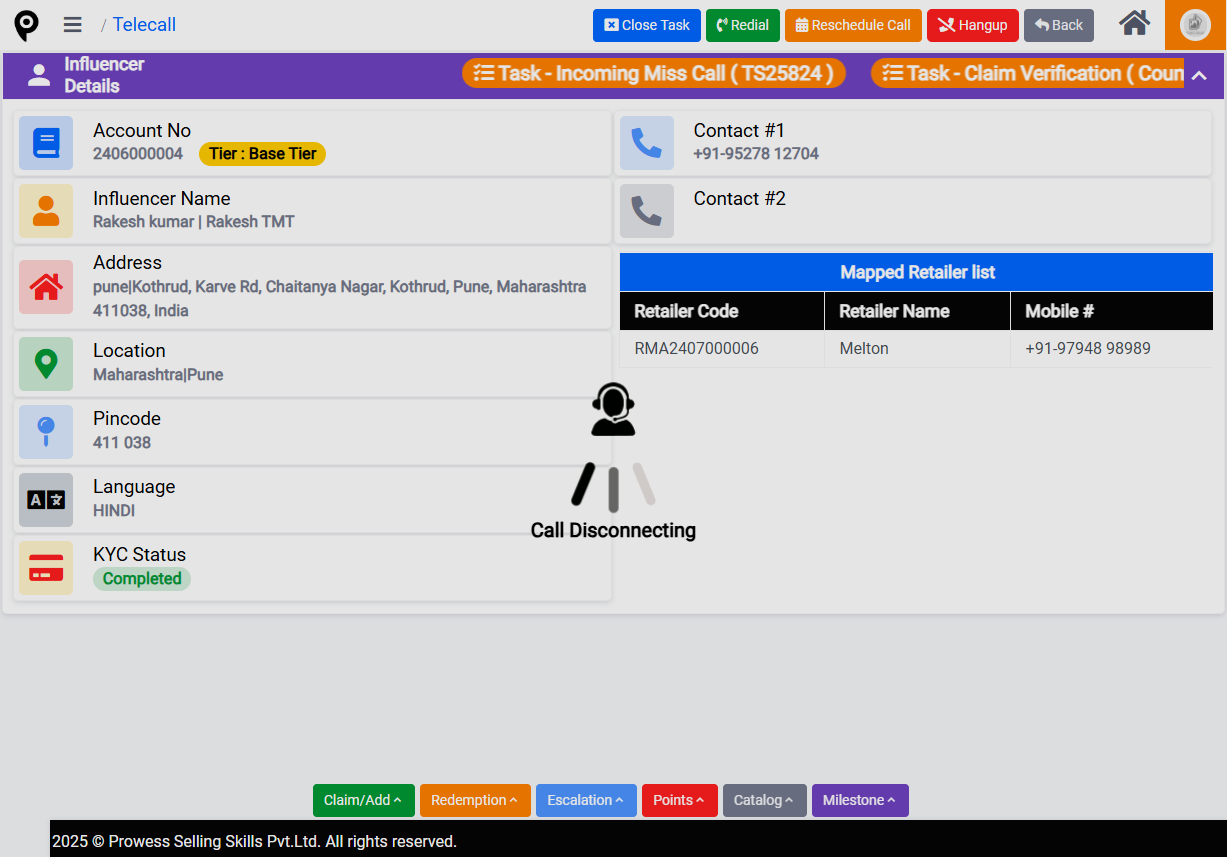 / Telecall
Close Task
Redial
Reschedule Call
Hangup
Back
Influencer
Details
Task - Incoming Miss Call ( TS25824 )
Task - Claim Verification ( Coun
Account No
2406000004
Tier : Base Tier
Contact #1
+91-95278 12704
Influencer Name
Rakesh kumar | Rakesh TMT
Contact #2
Address
pune|Kothrud, Karve Rd, Chaitanya Nagar, Kothrud, Pune, Maharashtra
411038, India
Mapped Retailer list
Retailer Code Retailer Name Mobile #
RMA2407000006 Melton +91-97948 98989
Location
Maharashtra|Pune
Pincode
411 038
Language
HINDI
KYC Status
Completed
Call Disconnecting
Claim/Add
Redemption
Escalation
Points
Catalog
Milestone
2025 © Prowess Selling Skills Pvt.Ltd. All rights reserved.